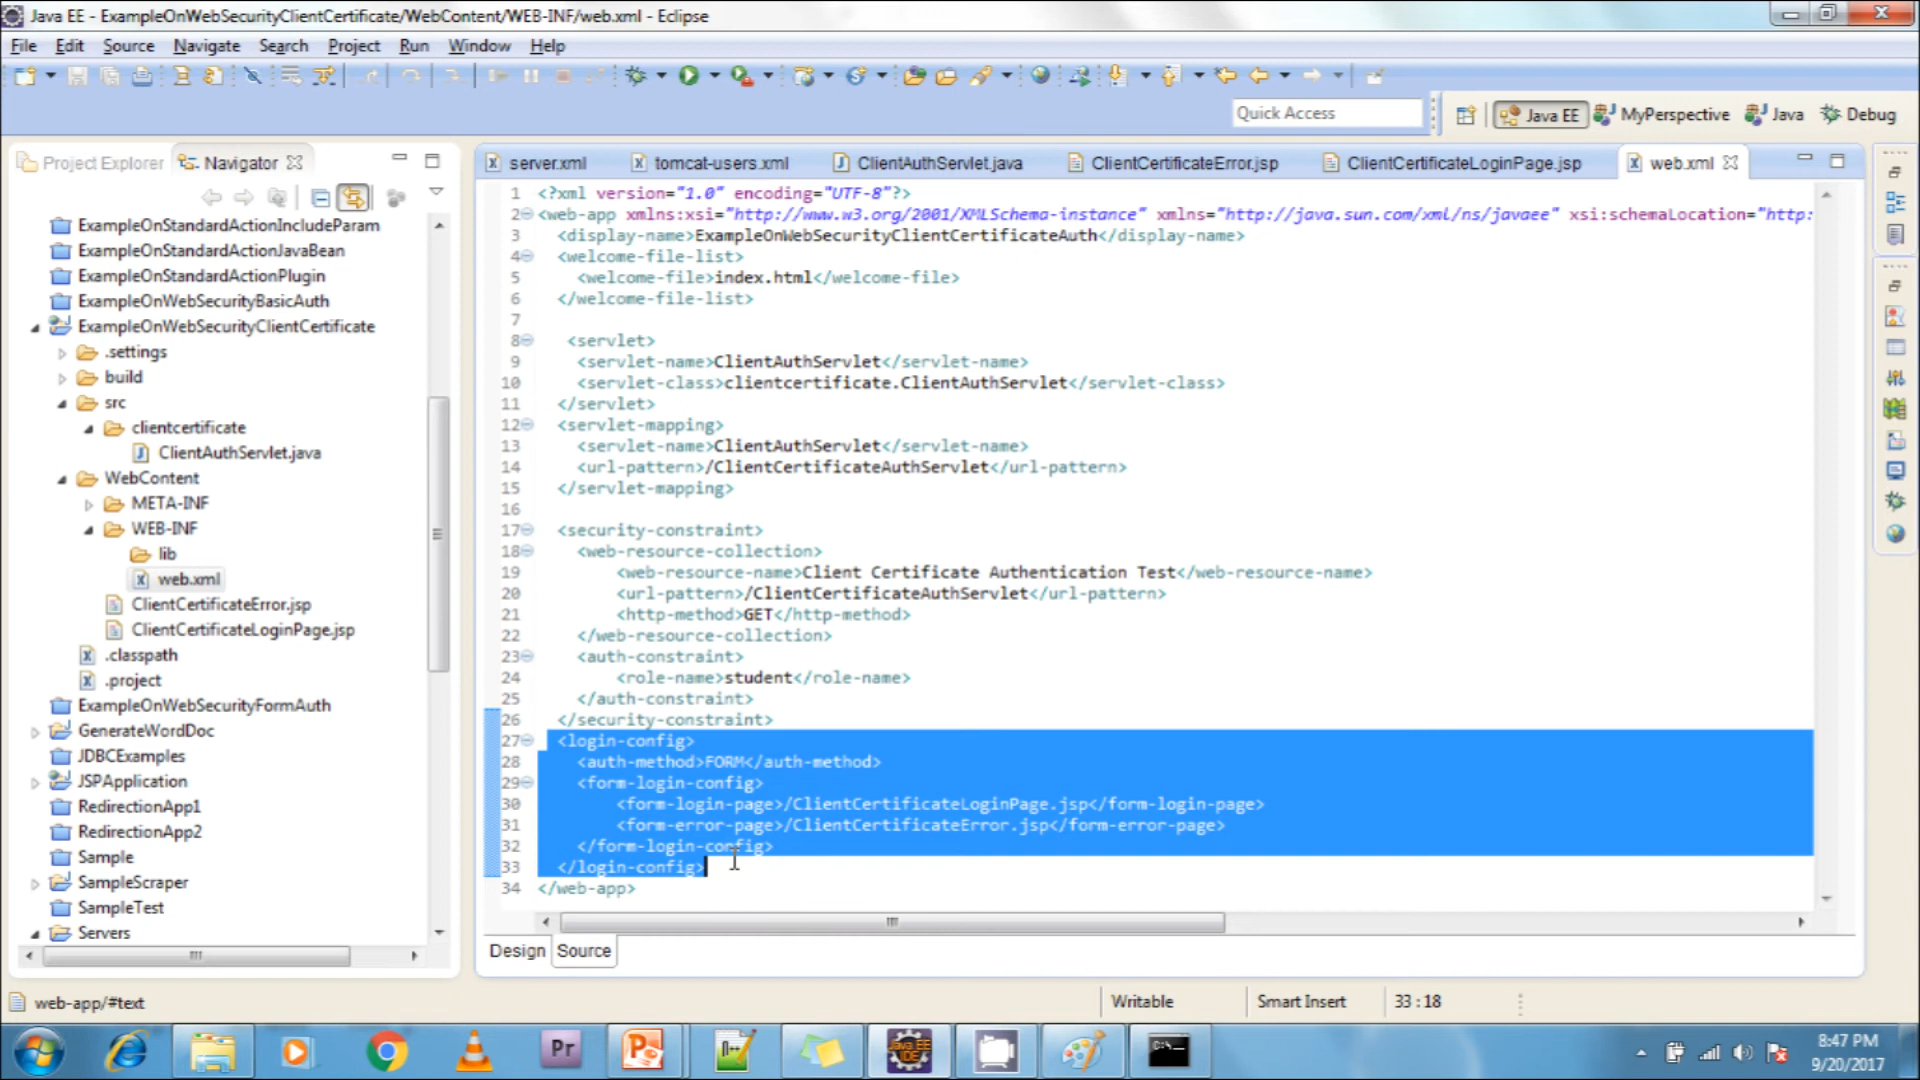 Java EE - ExampleOnWebSecurityClientCertificate/WebContent/WEB-INF/web.xml - Eclipse
File Edit Source Navigate Search Project Run Window Help
Quick Access
Java EE MyPerspective Java Debug
Project Explorer Navigator
ExampleOnStandardActionIncludeParam
ExampleOnStandardActionJavaBean
ExampleOnStandardActionPlugin
ExampleOnWebSecurityBasicAuth
ExampleOnWebSecurityClientCertificate
.settings
build
src
clientcertificate
ClientAuthServlet.java
WebContent
META-INF
WEB-INF
lib
web.xml
ClientCertificateError.jsp
ClientCertificateLoginPage.jsp
.classpath
.project
ExampleOnWebSecurityFormAuth
GenerateWordDoc
JDBCExamples
JSPApplication
RedirectionApp1
RedirectionApp2
Sample
SampleScraper
SampleTest
Servers
server.xml tomcat-users.xml ClientAuthServlet.java ClientCertificateError.jsp ClientCertificateLoginPage.jsp web.xml
1 <?xml version="1.0" encoding="UTF-8"?>
2 <web-app xmlns:xsi="http://www.w3.org/2001/XMLSchema-instance" xmlns="http://java.sun.com/xml/ns/javaee" xsi:schemaLocation="http:
3 <display-name>ExampleOnWebSecurityClientCertificateAuth</display-name>
4 <welcome-file-list>
5 <welcome-file>index.html</welcome-file>
6 </welcome-file-list>
7
8 <servlet>
9 <servlet-name>ClientAuthServlet</servlet-name>
10 <servlet-class>clientcertificate.ClientAuthServlet</servlet-class>
11 </servlet>
12 <servlet-mapping>
13 <servlet-name>ClientAuthServlet</servlet-name>
14 <url-pattern>/ClientCertificateAuthServlet</url-pattern>
15 </servlet-mapping>
16
17 <security-constraint>
18 <web-resource-collection>
19 <web-resource-name>Client Certificate Authentication Test</web-resource-name>
20 <url-pattern>/ClientCertificateAuthServlet</url-pattern>
21 <http-method>GET</http-method>
22 </web-resource-collection>
23 <auth-constraint>
24 <role-name>student</role-name>
25 </auth-constraint>
26 </security-constraint>
27 <login-config>
28 <auth-method>FORM</auth-method>
29 <form-login-config>
30 <form-login-page>/ClientCertificateLoginPage.jsp</form-login-page>
31 <form-error-page>/ClientCertificateError.jsp</form-error-page>
32 </form-login-config>
33 </login-config>
34 </web-app>
Design Source
web-app/#text
Writable Smart Insert 33 : 18
Pr
Java EE
IDE
C:\
8:47 PM
9/20/2017